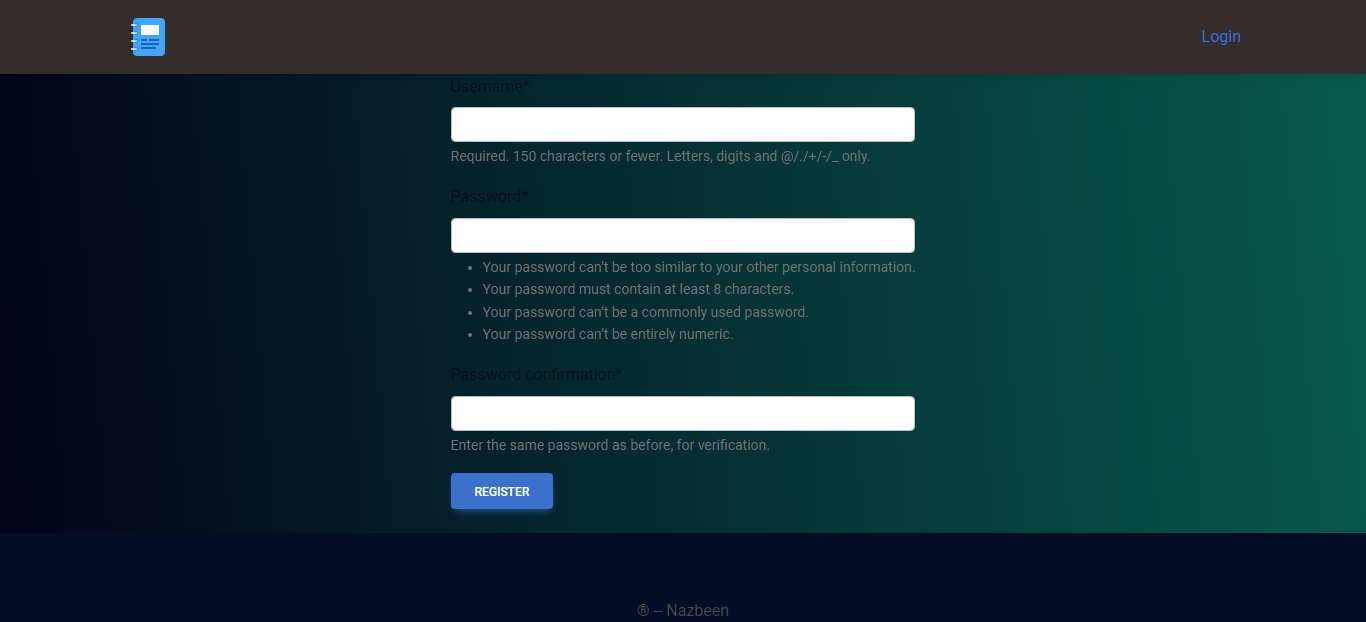 Login
Username*
Required. 150 characters or fewer. Letters, digits and @/./+/-/_ only.
Password*
Your password can't be too similar to your other personal information.
Your password must contain at least 8 characters.
Your password can't be a commonly used password.
Your password can't be entirely numeric.
Password confirmation*
Enter the same password as before, for verification.
REGISTER
® -- Nazbeen